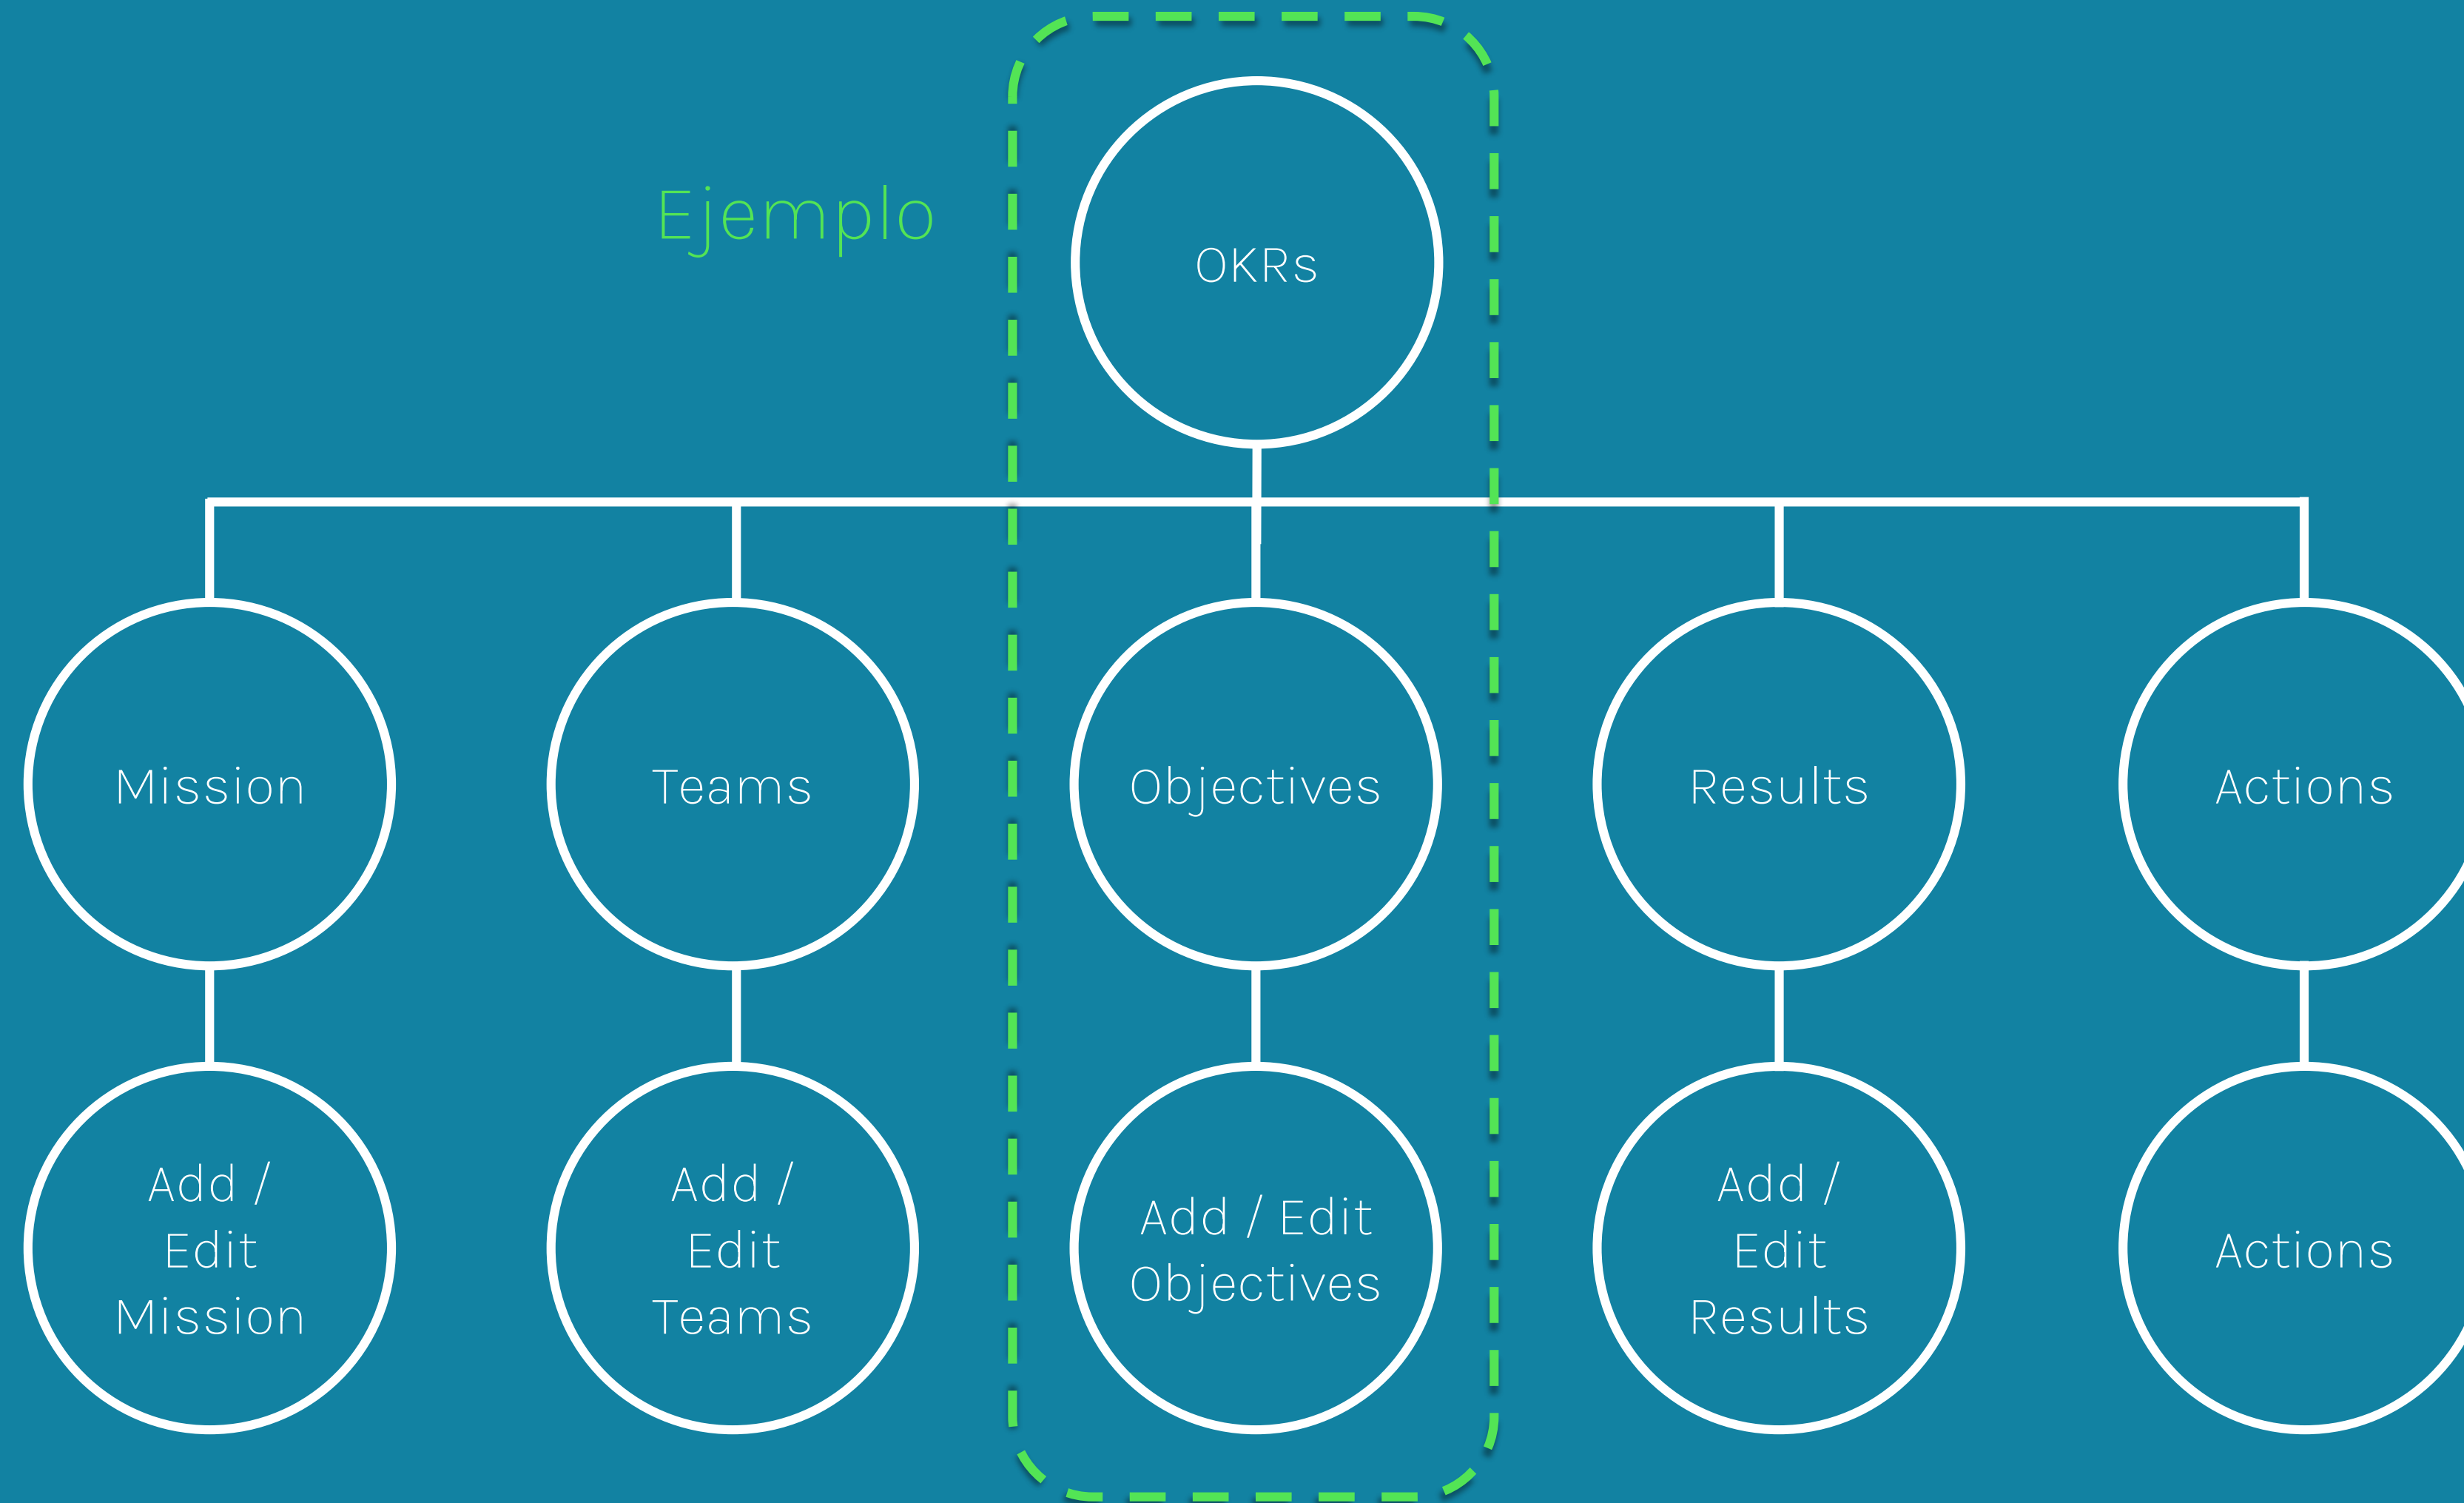 Ejemplo
OKRs
Mission
Teams
Objectives
Results
Actions
Add /
Edit
Mission
Add /
Edit
Teams
Add / Edit
Objectives
Add /
Edit
Results
Actions